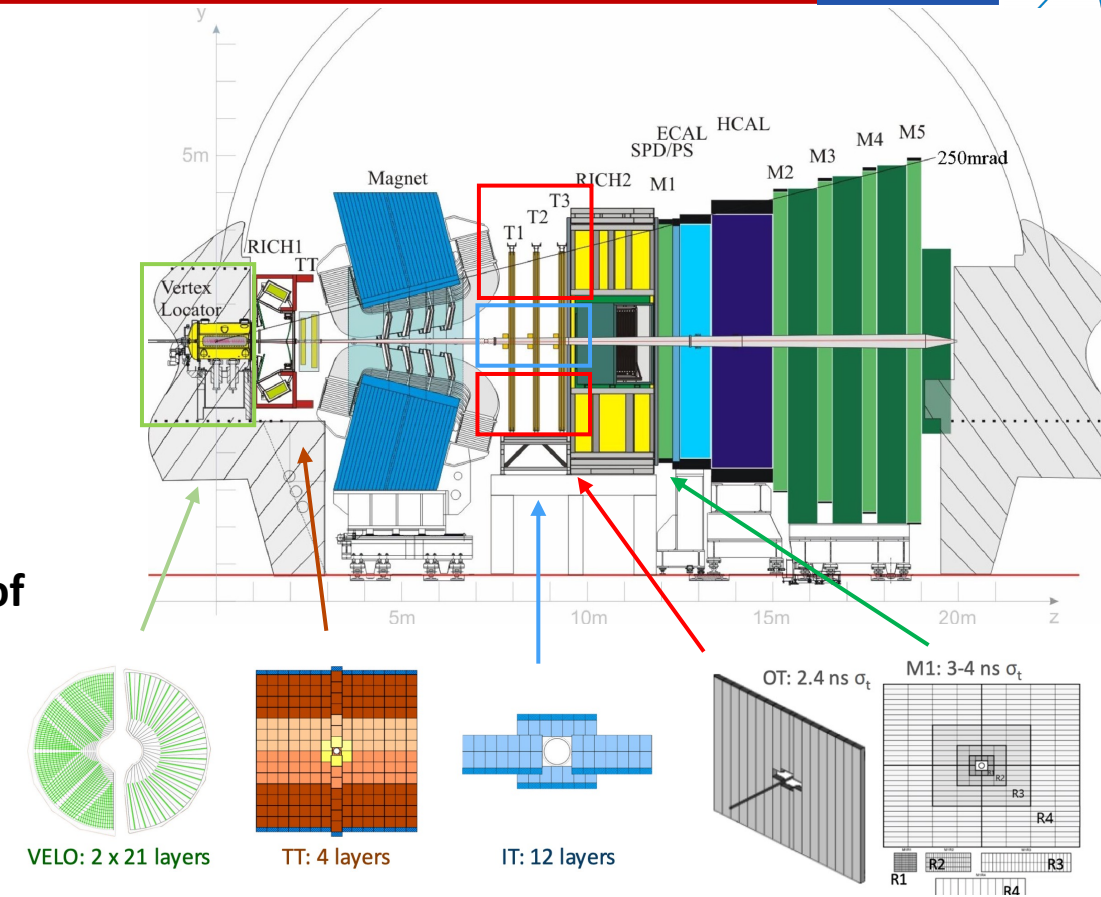 y
5m
Magnet
RICH1
TT
Vertex
Locator
T1
T2
T3
RICH2
SPD/PS
ECAL
HCAL
M1
M2
M3
M4
M5
250mrad
5m
10m
15m
20m
z
of
VELO: 2 x 21 layers
TT: 4 layers
IT: 12 layers
OT: 2.4 ns σt
M1: 3-4 ns σt
R2
R3
R4
R1
R2
R3
R4